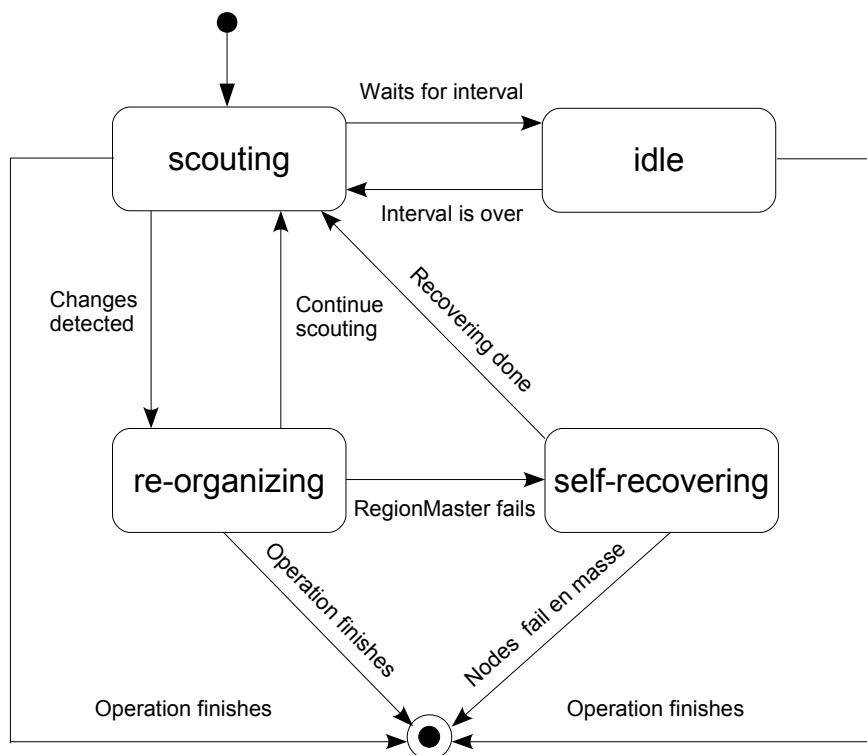 Waits for interval
scouting
idle
Interval is over
Changes
detected
Continue
scouting
Recovering done
re-organizing
self-recovering
RegionMaster fails
Operation finishes
Nodes fail en masse
Operation finishes
Operation finishes